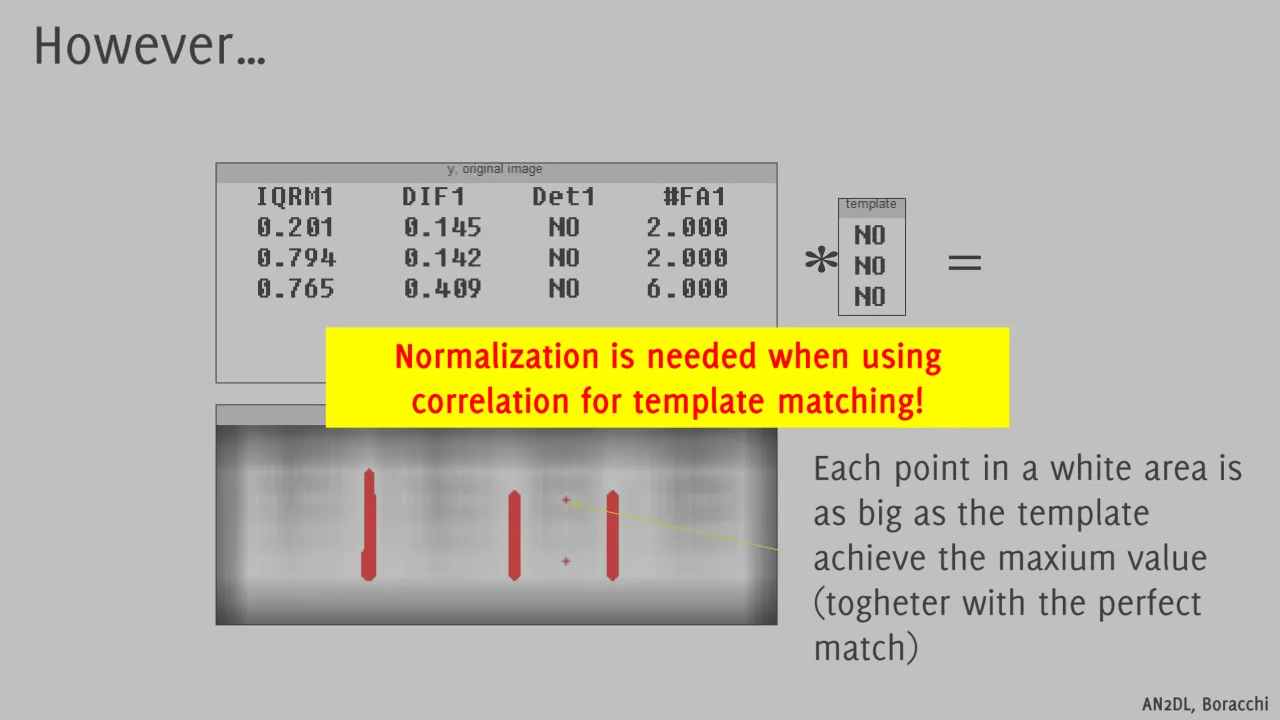 However...
y, original image
IQRM1 DIF1 Det1 #FA1
0.201 0.145 NO 2.000
0.794 0.142 NO 2.000
0.765 0.409 NO 6.000
template
NO
NO
NO
* =
Normalization is needed when using
correlation for template matching!
Each point in a white area is
as big as the template
achieve the maxium value
(togheter with the perfect
match)
AN2DL, Boracchi